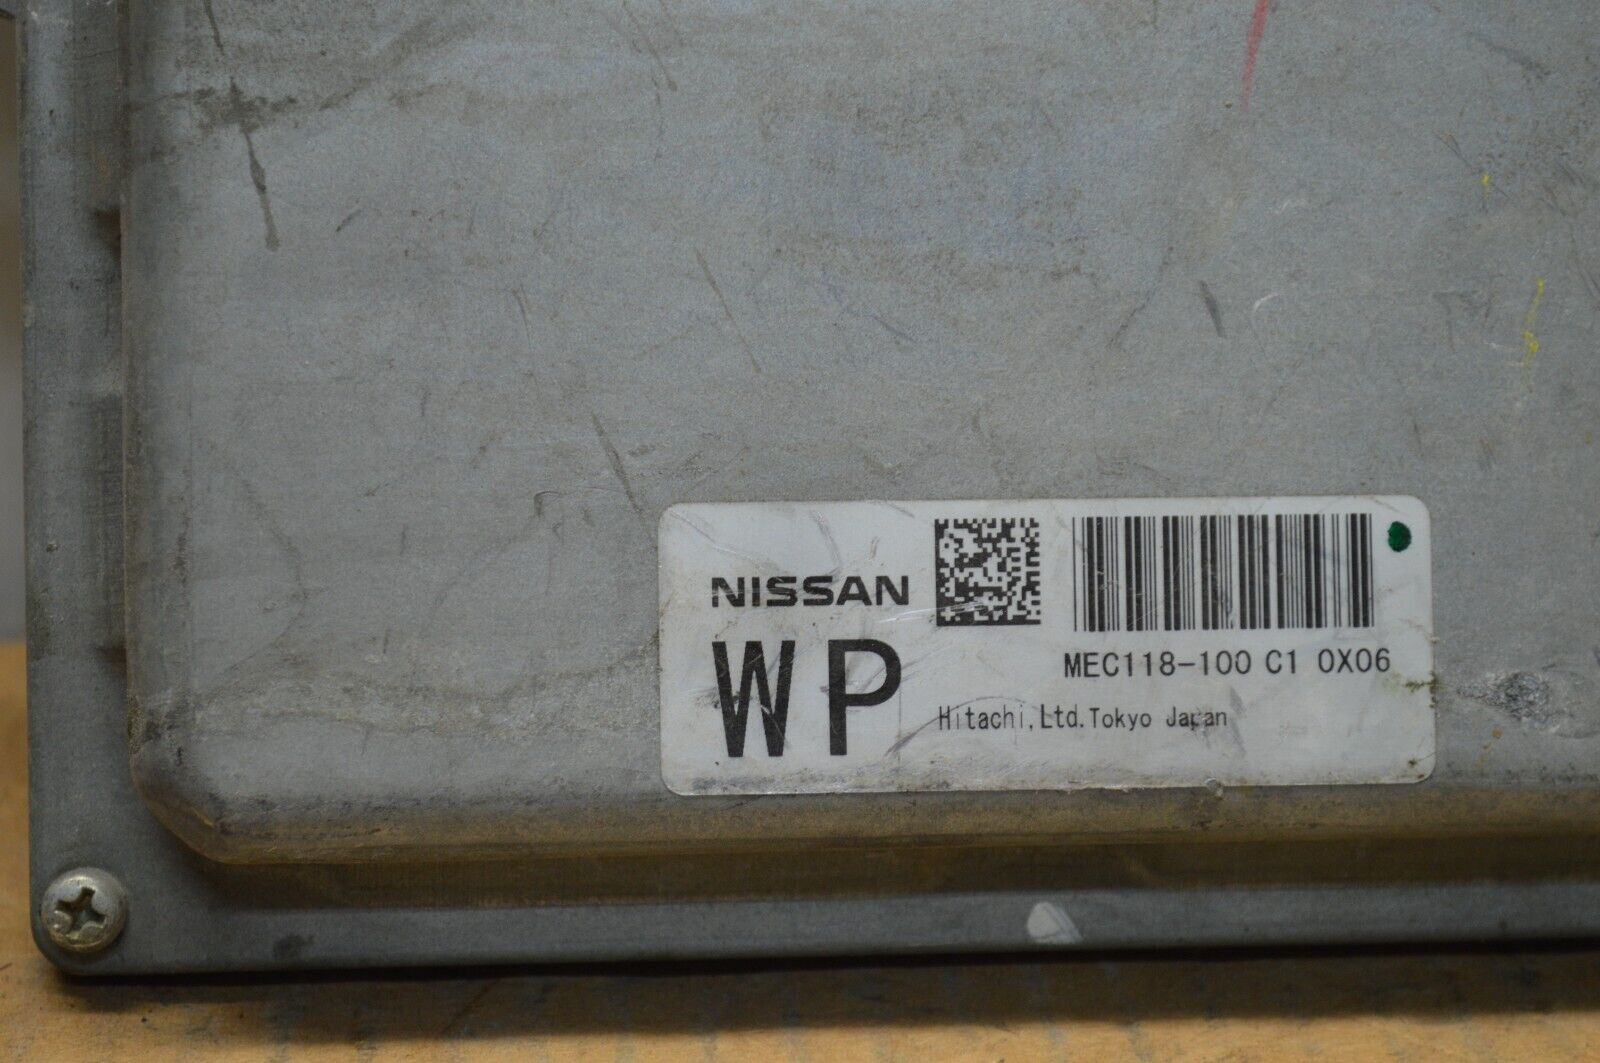 NISSAN
WP
MEC118-100 C1 0X06
Hitachi,Ltd.Tokyo Japan